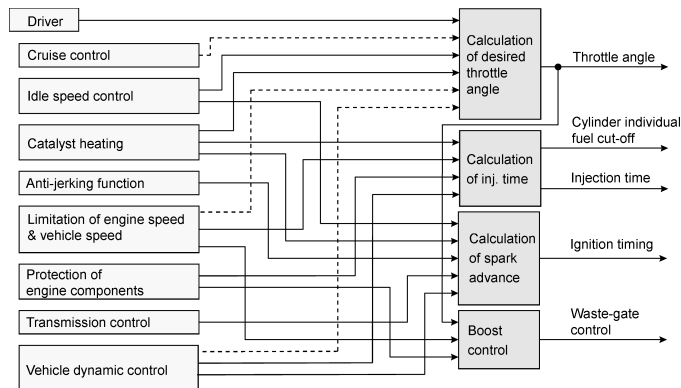 Driver
Cruise control
Idle speed control
Catalyst heating
Anti-jerking function
Limitation of engine speed
& vehicle speed
Protection of
engine components
Transmission control
Vehicle dynamic control
Calculation
of desired
throttle
angle
Calculation
of inj. time
Calculation
of spark
advance
Boost
control
Throttle angle
Cylinder individual
fuel cut-off
Injection time
Ignition timing
Waste-gate
control